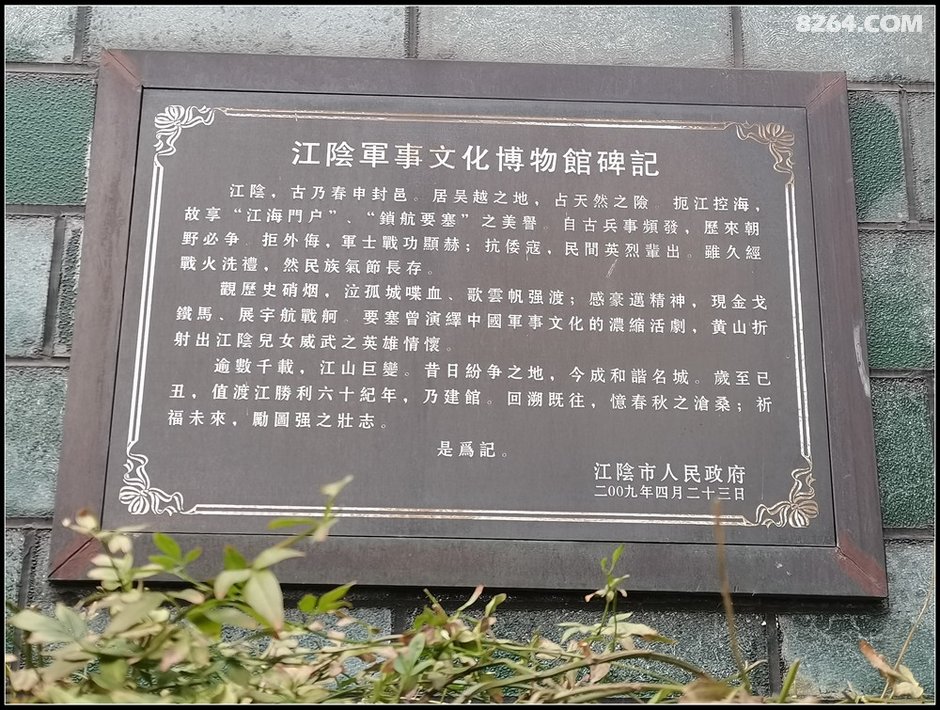 8264.COM
江陰軍事文化博物館碑記
江陰，古乃春申封邑。居吴越之地，占天然之險。扼江控海，
故享“江海門户”、“鎖航要塞”之美譽。自古兵事頻發，歷來朝
野必争。拒外侮，軍士戰功顯赫；抗倭寇，民間英烈輩出。雖久經
戰火洗禮，然民族氣節長存。
觀歷史硝烟，泣孤城喋血、歌雲帆强渡；感豪邁精神，現金戈
鐵馬、展宇航戰舸。要塞曾演繹中國軍事文化的濃縮活劇，黄山折
射出江陰兒女威武之英雄情懷。
逾數千載，江山巨變。昔日紛争之地，今成和諧名城。歲至已
丑，值渡江勝利六十紀年，乃建館。回溯既往，憶春秋之滄桑；祈
福未來，勵圖强之壯志。
是爲記。
江陰市人民政府
二00九年四月二十三日